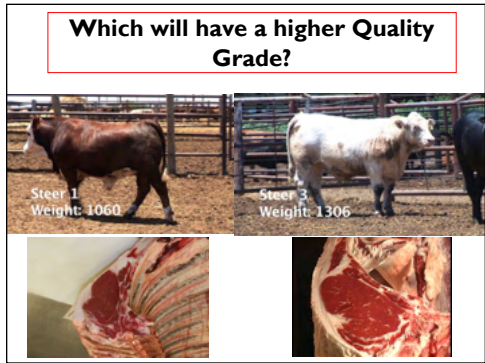 Which will have a higher Quality
Grade?
Steer 1
Weight: 1060
Steer 3
Weight: 1306